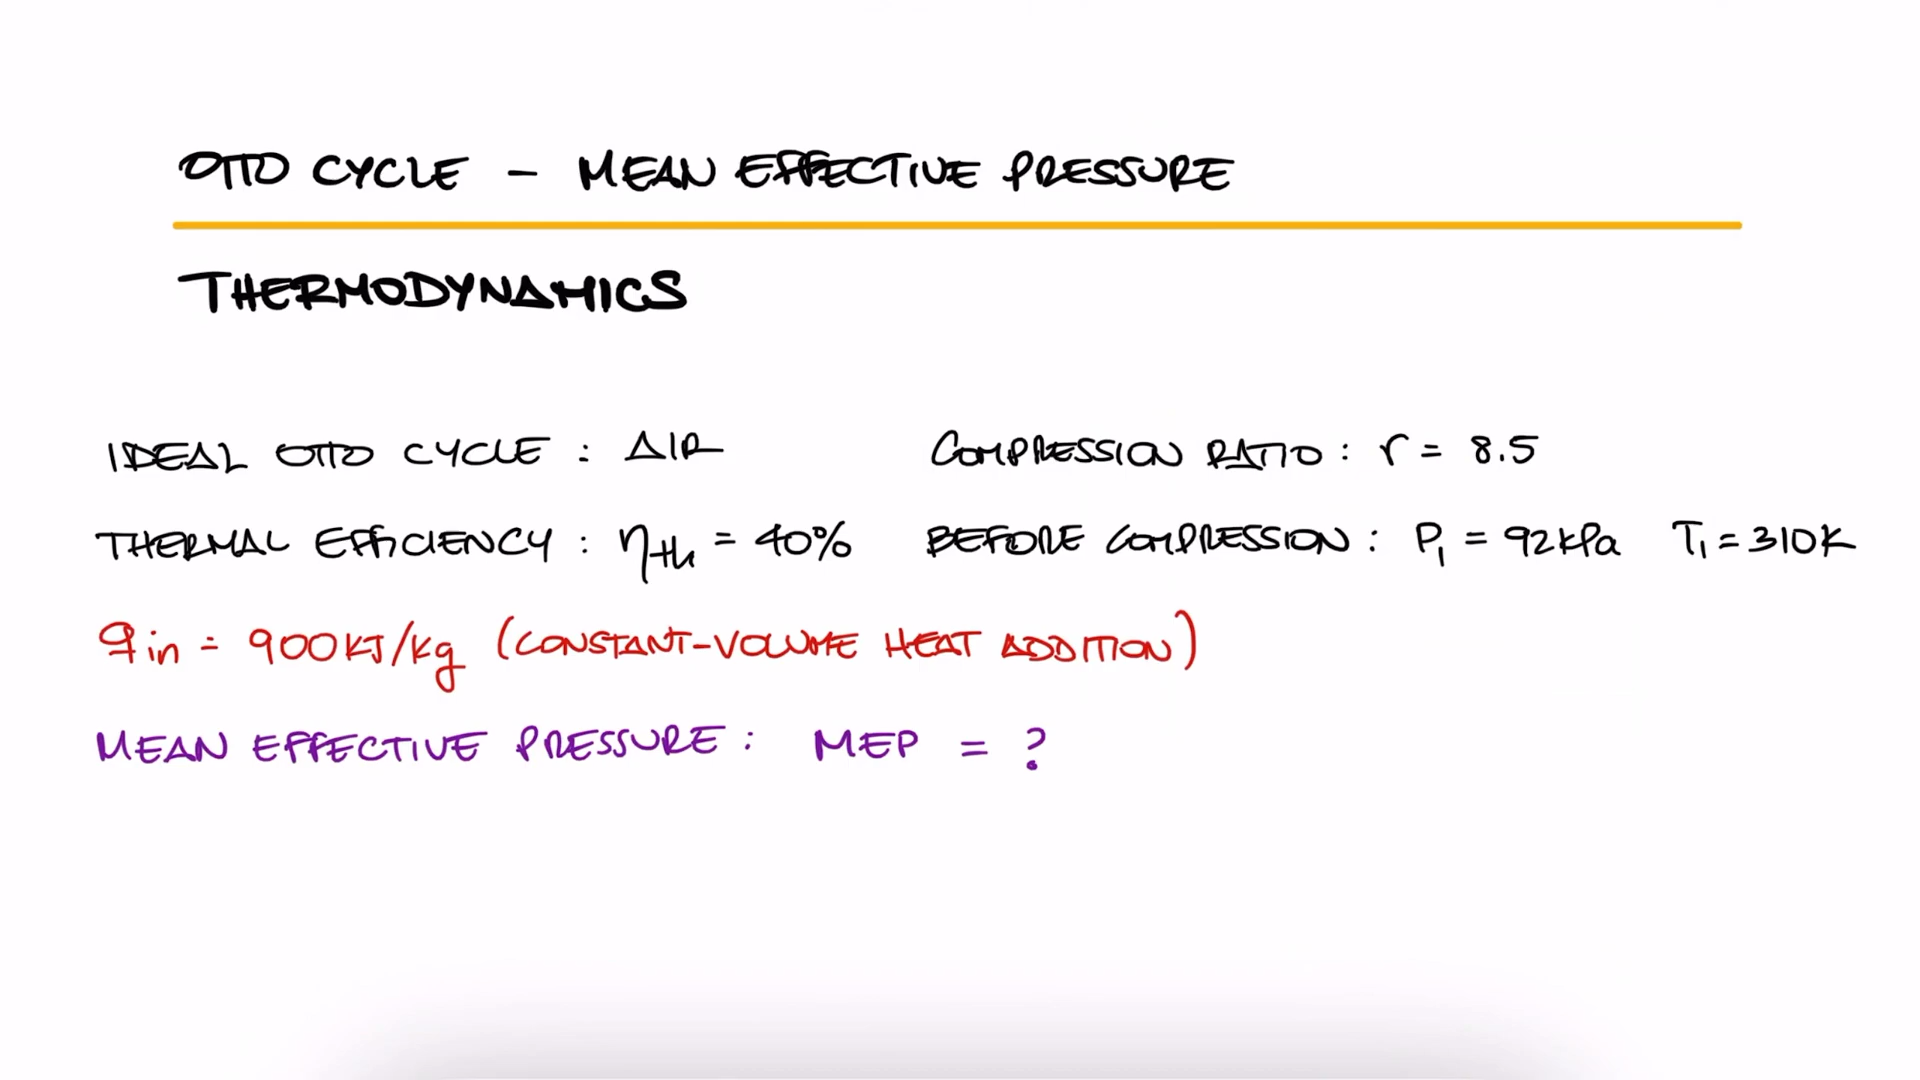 OTTO CYCLE - MEAN EFFECTIVE PRESSURE
THERMODYNAMICS
IDEAL OTTO CYCLE : AIR
COMPRESSION RATIO : r = 8.5
THERMAL EFFICIENCY : ηth = 40%
BEFORE COMPRESSION : P₁ = 92kPa T₁ = 310K
qin = 900KJ/kg (CONSTANT-VOLUME HEAT ADDITION)
MEAN EFFECTIVE PRESSURE : MEP = ?